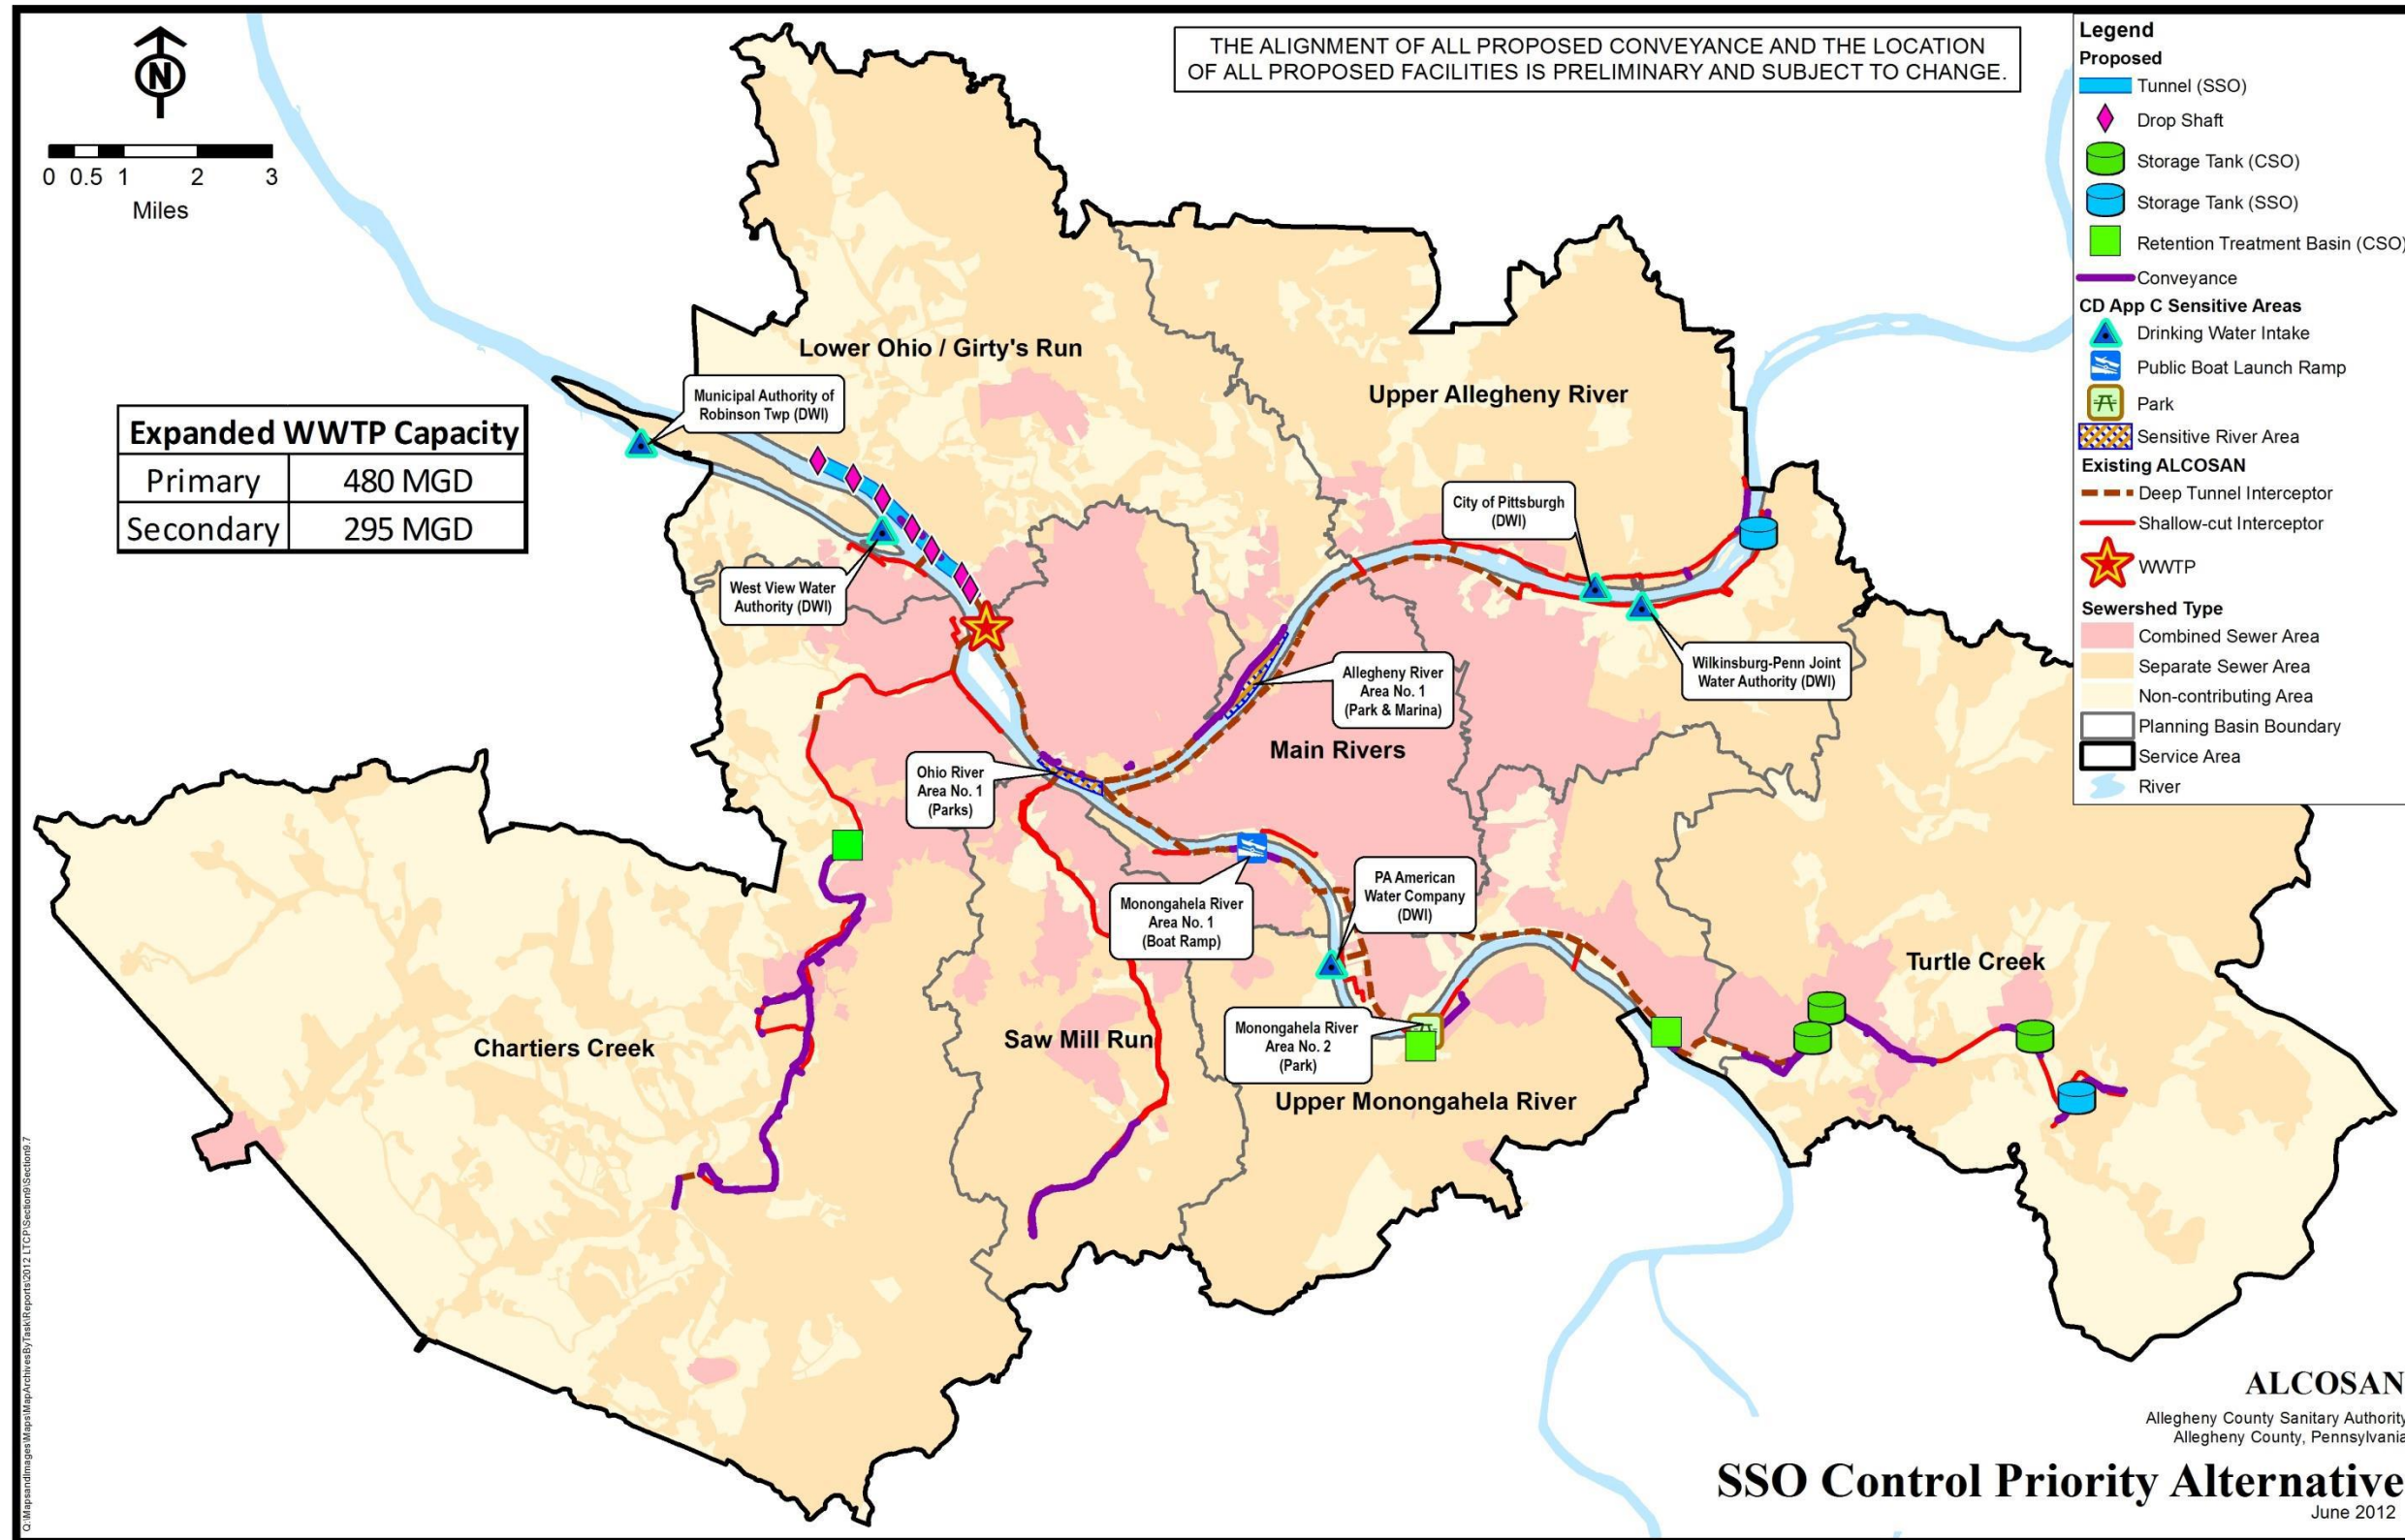 THE ALIGNMENT OF ALL PROPOSED CONVEYANCE AND THE LOCATION
OF ALL PROPOSED FACILITIES IS PRELIMINARY AND SUBJECT TO CHANGE.
N
0 0.5 1 2 3
Miles
Expanded WWTP Capacity
Primary 480 MGD
Secondary 295 MGD
Legend
Proposed
Tunnel (SSO)
Drop Shaft
Storage Tank (CSO)
Storage Tank (SSO)
Retention Treatment Basin (CSO)
Conveyance
CD App C Sensitive Areas
Drinking Water Intake
Public Boat Launch Ramp
Park
Sensitive River Area
Existing ALCOSAN
Deep Tunnel Interceptor
Shallow-cut Interceptor
WWTP
Sewershed Type
Combined Sewer Area
Separate Sewer Area
Non-contributing Area
Planning Basin Boundary
Service Area
River
Lower Ohio / Girty's Run
Municipal Authority of
Robinson Twp (DWI)
Upper Allegheny River
City of Pittsburgh
(DWI)
West View Water
Authority (DWI)
Wilkinsburg-Penn Joint
Water Authority (DWI)
Allegheny River
Area No. 1
(Park & Marina)
Main Rivers
Ohio River
Area No. 1
(Parks)
PA American
Water Company
(DWI)
Monongahela River
Area No. 1
(Boat Ramp)
Turtle Creek
Chartiers Creek
Saw Mill Run
Monongahela River
Area No. 2
(Park)
Upper Monongahela River
ALCOSAN
Allegheny County Sanitary Authority
Allegheny County, Pennsylvania
SSO Control Priority Alternative
June 2012
Q:\MapsandImages\Maps\MapArchivesByTask\Reports\2012 LTCP\Section9\Section9.7